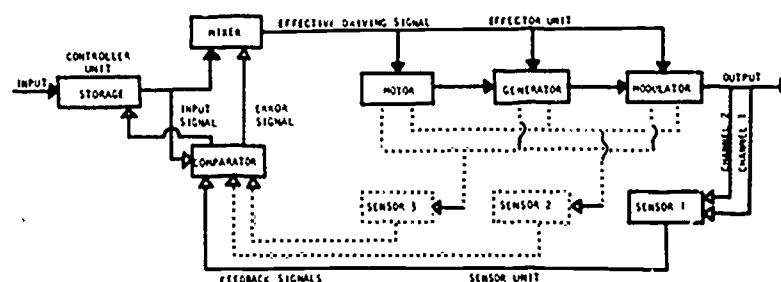 EFFECTIVE DRIVING SIGNAL
EFFECTOR UNIT
MIXER
CONTROLLER
UNIT
INPUT
STORAGE
INPUT
SIGNAL
ERROR
SIGNAL
MOTOR
GENERATOR
MODULATOR
OUTPUT
COMPARATOR
CHANNEL 2
CHANNEL 1
SENSOR 3
SENSOR 2
SENSOR 1
FEEDBACK SIGNALS
SENSOR UNIT